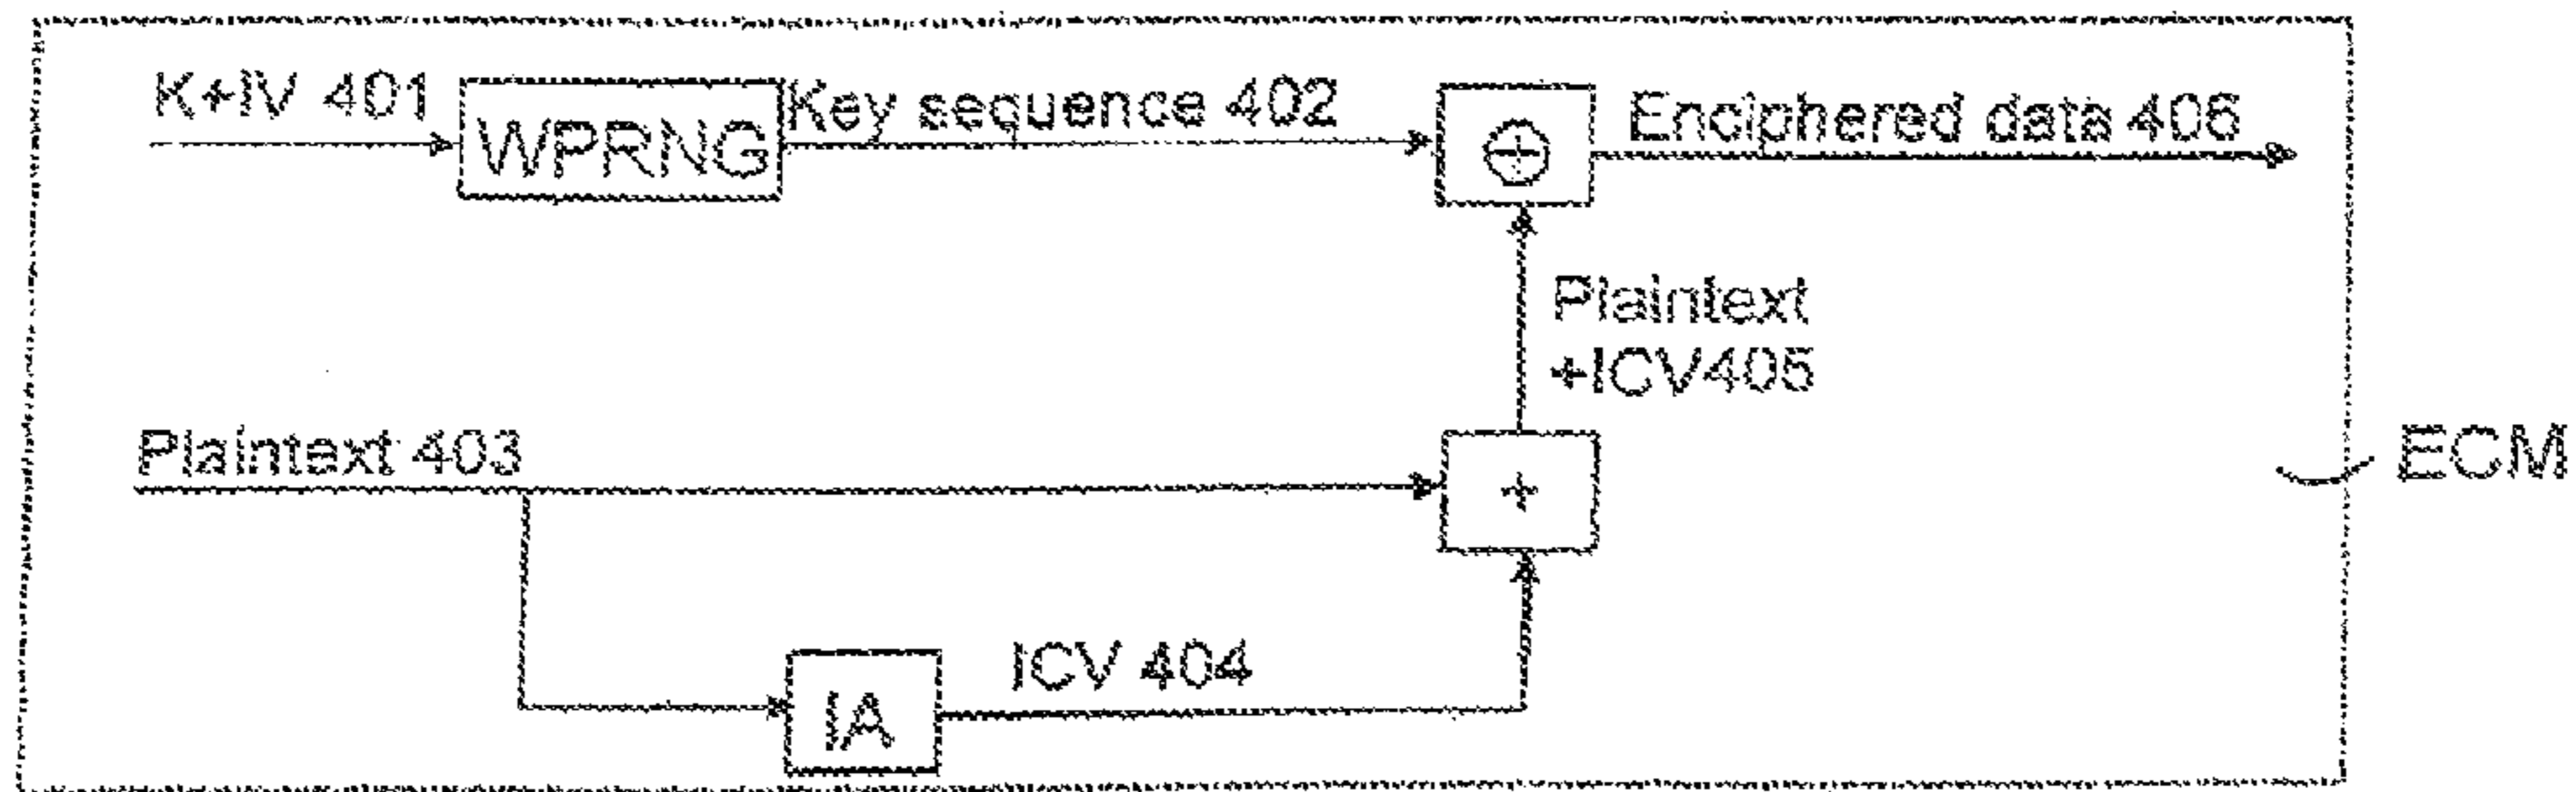 K+IV 401
WPRNG
Key sequence 402
⊕
Enciphered data 406
Plaintext
+ICV405
Plaintext 403
+
ECM
ICV 404
IA